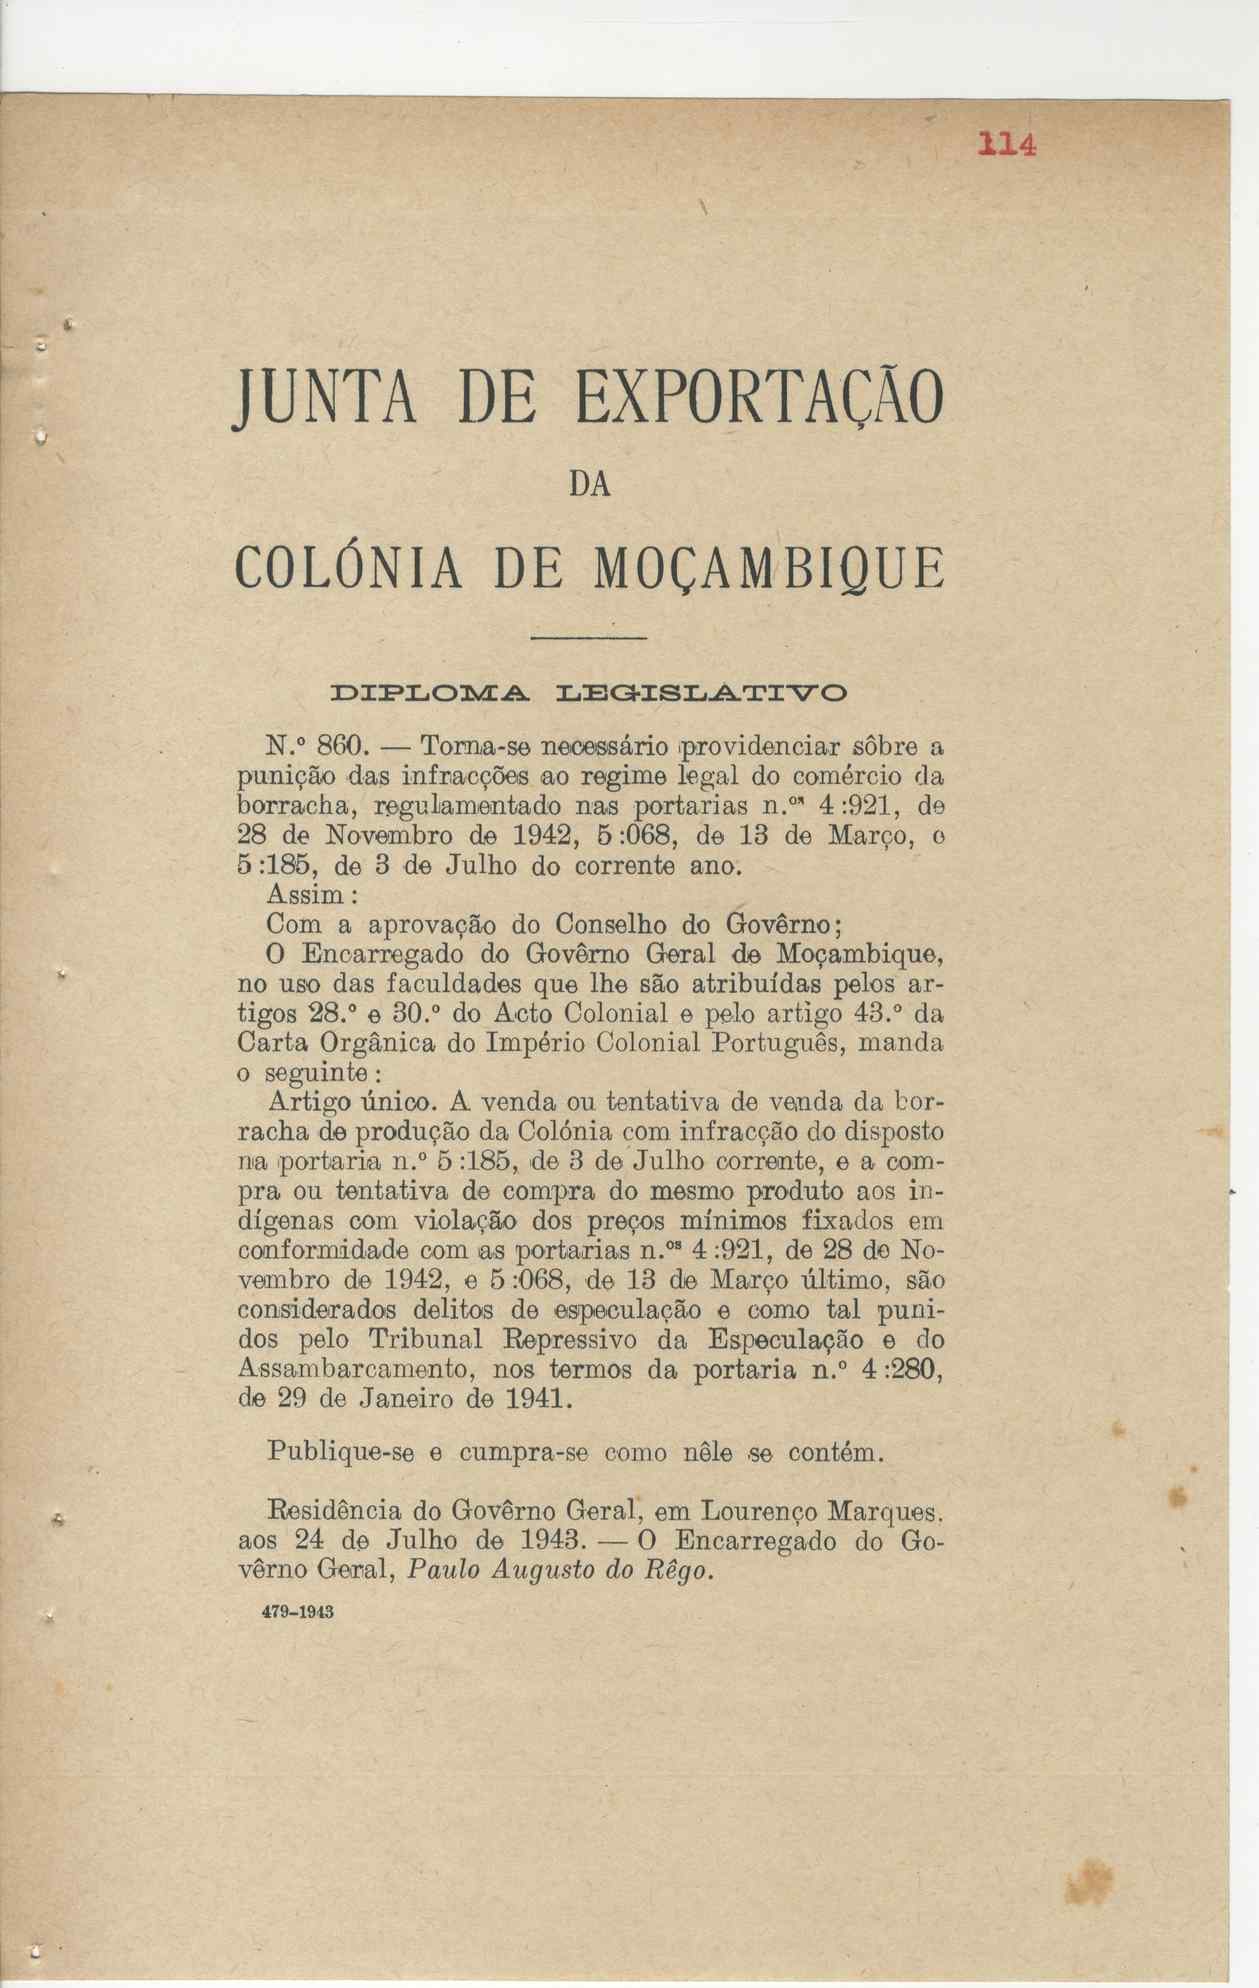 114
JUNTA DE EXPORTAÇÃO
DA
COLÓNIA DE MOÇAMBIQUE
DIPLOMA LEGISLATIVO
N.º 860. — Torna-se necessário providenciar sôbre a
punição das infracções ao regime legal do comércio da
borracha, regulamentado nas portarias n.ºs 4:921, de
28 de Novembro de 1942, 5:068, de 13 de Março, e
5:185, de 3 de Julho do corrente ano.
Assim:
Com a aprovação do Conselho do Govêrno;
O Encarregado do Govêrno Geral de Moçambique,
no uso das faculdades que lhe são atribuídas pelos ar-
tigos 28.º e 30.º do Acto Colonial e pelo artigo 43.º da
Carta Orgânica do Império Colonial Português, manda
o seguinte:
Artigo único. A venda ou tentativa de venda da bor-
racha de produção da Colónia com infracção do disposto
na portaria n.º 5:185, de 3 de Julho corrente, e a com-
pra ou tentativa de compra do mesmo produto aos in-
dígenas com violação dos preços mínimos fixados em
conformidade com as portarias n.ºs 4:921, de 28 de No-
vembro de 1942, e 5:068, de 13 de Março último, são
considerados delitos de especulação e como tal puni-
dos pelo Tribunal Repressivo da Especulação e do
Assambarcamento, nos termos da portaria n.º 4:280,
de 29 de Janeiro de 1941.
Publique-se e cumpra-se como nêle se contém.
Residência do Govêrno Geral, em Lourenço Marques.
aos 24 de Julho de 1943. — O Encarregado do Go-
vêrno Geral, Paulo Augusto do Rêgo.
479-1943